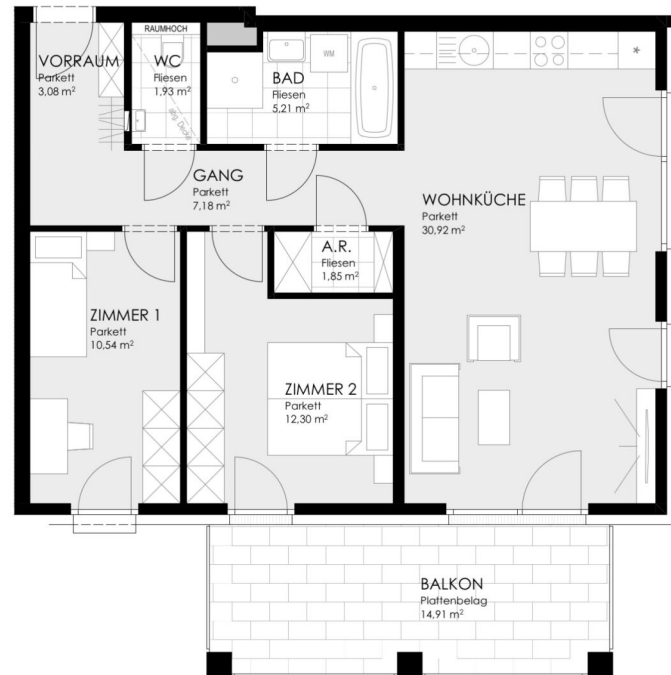 VORRAUM
Parkett
3,08 m²
RAUMHOCH
WC
Fliesen
1,93 m²
abg. Decke
WM
BAD
Fliesen
5,21 m²
*
GANG
Parkett
7,18 m²
WOHNKÜCHE
Parkett
30,92 m²
A.R.
Fliesen
1,85 m²
ZIMMER 1
Parkett
10,54 m²
ZIMMER 2
Parkett
12,30 m²
BALKON
Plattenbelag
14,91 m²